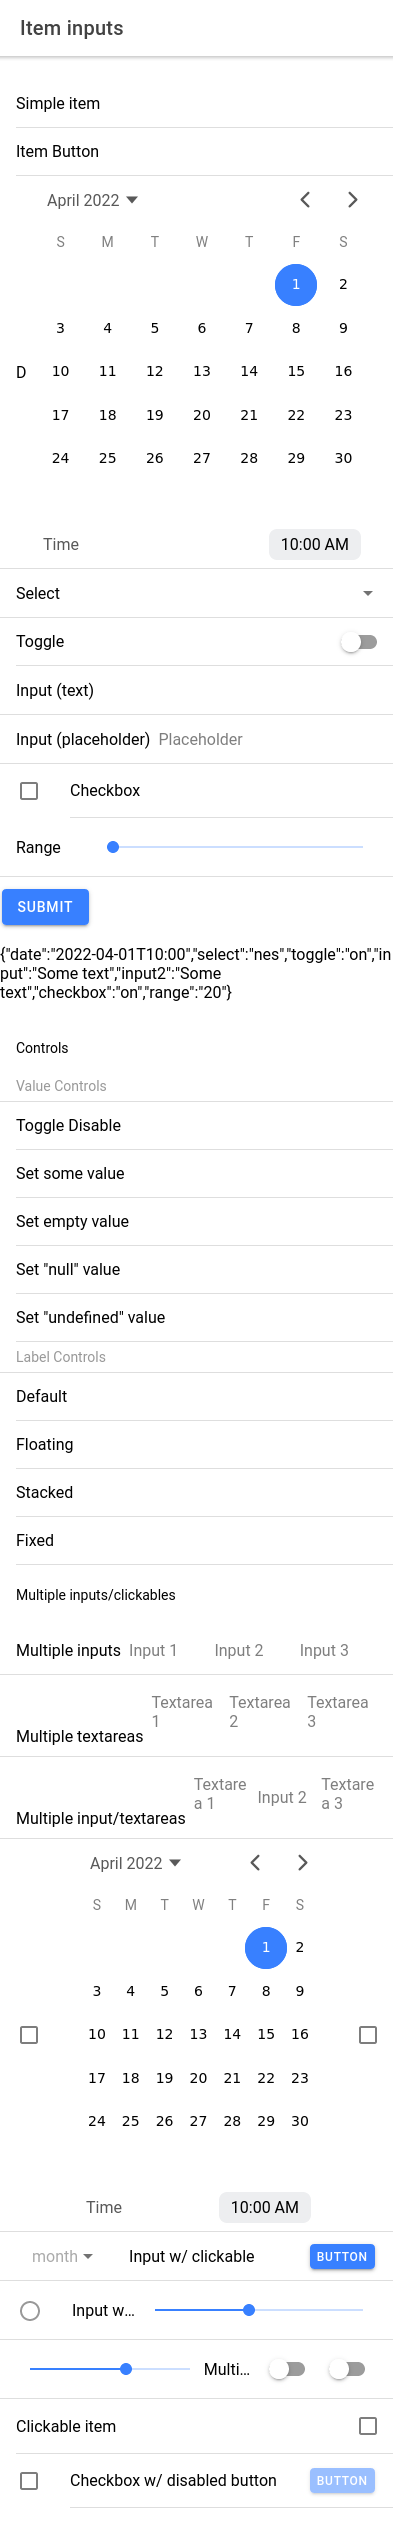 Item inputs
Simple item
Item Button
April 2022
S M T W T F S
1 2
3 4 5 6 7 8 9
D 10 11 12 13 14 15 16
17 18 19 20 21 22 23
24 25 26 27 28 29 30
Time 10:00 AM
Select
Toggle
Input (text)
Input (placeholder) Placeholder
Checkbox
Range
SUBMIT
{"date":"2022-04-01T10:00","select":"nes","toggle":"on","in
put":"Some text","input2":"Some
text","checkbox":"on","range":"20"}
Controls
Value Controls
Toggle Disable
Set some value
Set empty value
Set "null" value
Set "undefined" value
Label Controls
Default
Floating
Stacked
Fixed
Multiple inputs/clickables
Multiple inputs Input 1 Input 2 Input 3
Textarea Textarea Textarea
1 2 3
Multiple textareas
Textare Textare
Input 2
a 1 a 3
Multiple input/textareas
April 2022
S M T W T F S
1 2
3 4 5 6 7 8 9
10 11 12 13 14 15 16
17 18 19 20 21 22 23
24 25 26 27 28 29 30
Time 10:00 AM
month Input w/ clickable BUTTON
Input w...
Multi...
Clickable item
Checkbox w/ disabled button BUTTON